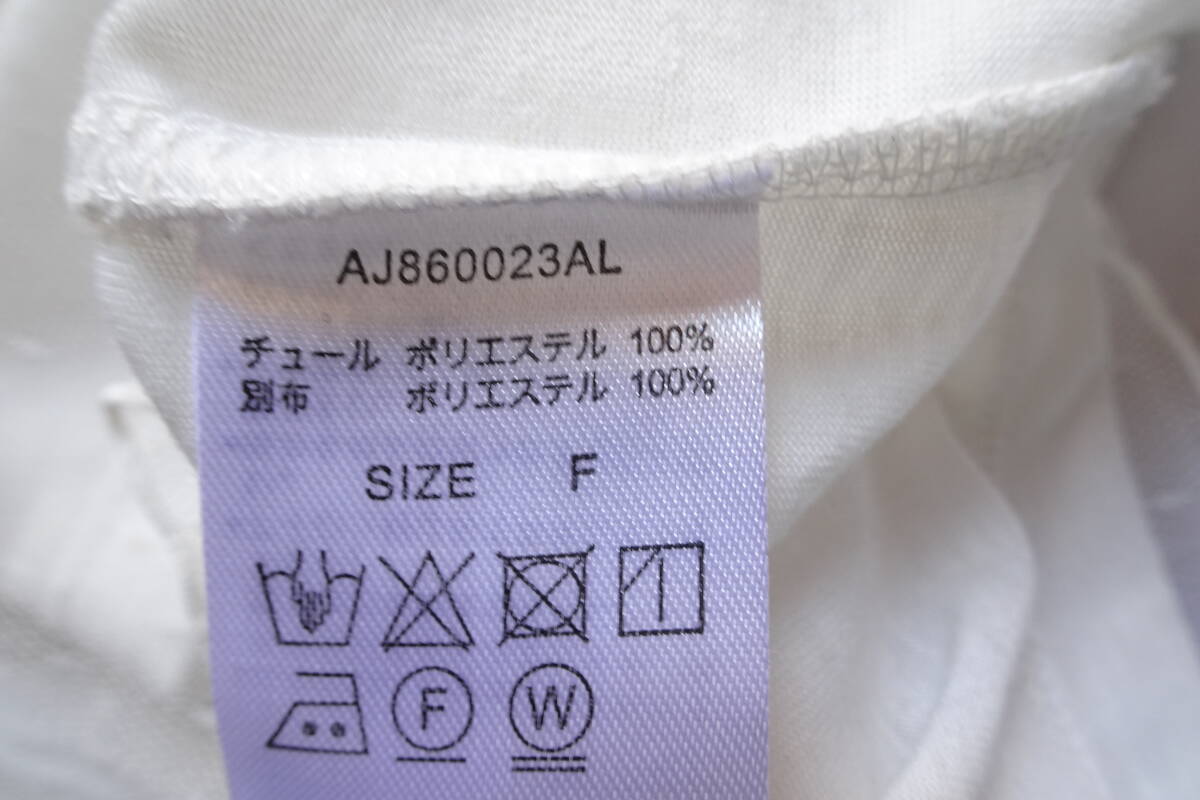 AJ860023AL
チュール ポリエステル 100%
別布 ポリエステル 100%
SIZE F
F W